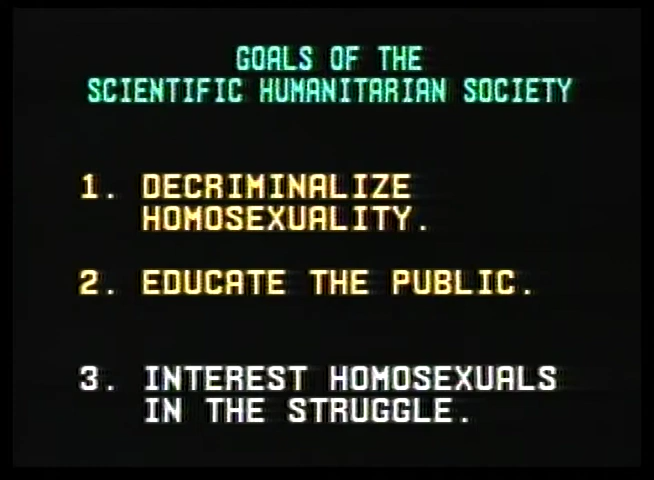 GOALS OF THE
SCIENTIFIC HUMANITARIAN SOCIETY
1. DECRIMINALIZE
HOMOSEXUALITY.
2. EDUCATE THE PUBLIC.
3. INTEREST HOMOSEXUALS
IN THE STRUGGLE.